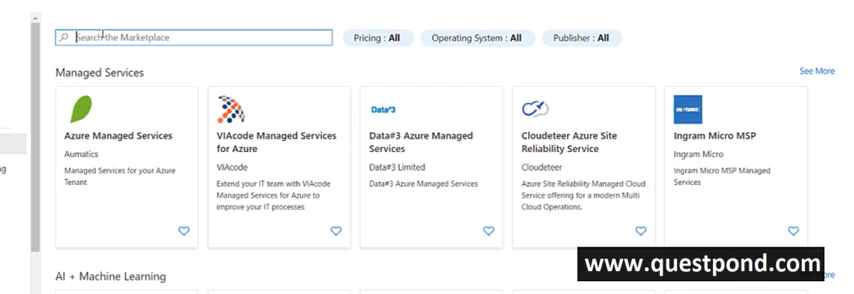 Search the Marketplace
Pricing : All
Operating System : All
Publisher : All
Managed Services
See More
Azure Managed Services
Aumatics
Managed Services for your Azure
Tenant
VIAcode Managed Services
for Azure
VIAcode
Extend your IT team with VIAcode
Managed Services for Azure to
improve your IT processes
Data#3
Data#3 Azure Managed
Services
Data#3 Limited
Data#3 Azure Managed Services
Cloudeteer Azure Site
Reliability Service
Cloudeteer
Azure Site Reliability Managed Cloud
Service offering for a modern Multi
Cloud Operations.
Ingram Micro MSP
Ingram Micro
Ingram Micro MSP Managed
Services
AI + Machine Learning
www.questpond.com